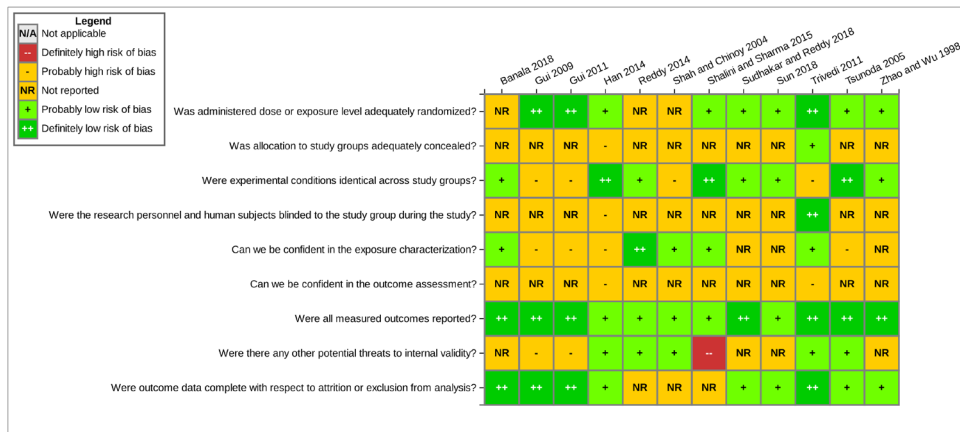 Legend
N/A Not applicable
-- Definitely high risk of bias
- Probably high risk of bias
NR Not reported
+ Probably low risk of bias
++ Definitely low risk of bias
Banala 2018
Gui 2009
Gui 2011
Han 2014
Reddy 2014
Shah and Chinoy 2004
Shalini and Sharma 2015
Sudhakar and Reddy 2018
Sun 2018
Trivedi 2011
Tsunoda 2005
Zhao and Wu 1998
Was administered dose or exposure level adequately randomized? NR ++ ++ + NR NR + + + ++ + +
Was allocation to study groups adequately concealed? NR NR NR - NR NR NR NR NR + NR NR
Were experimental conditions identical across study groups? + - - ++ + - ++ + + - ++ +
Were the research personnel and human subjects blinded to the study group during the study? NR NR NR - NR NR NR NR NR ++ NR NR
Can we be confident in the exposure characterization? + - - - ++ + + NR NR + - NR
Can we be confident in the outcome assessment? NR NR NR - NR NR NR NR NR - NR NR
Were all measured outcomes reported? ++ ++ ++ + + + + ++ + ++ ++ ++
Were there any other potential threats to internal validity? NR - - + + + -- NR NR + + NR
Were outcome data complete with respect to attrition or exclusion from analysis? ++ ++ ++ + NR NR NR + + ++ + +